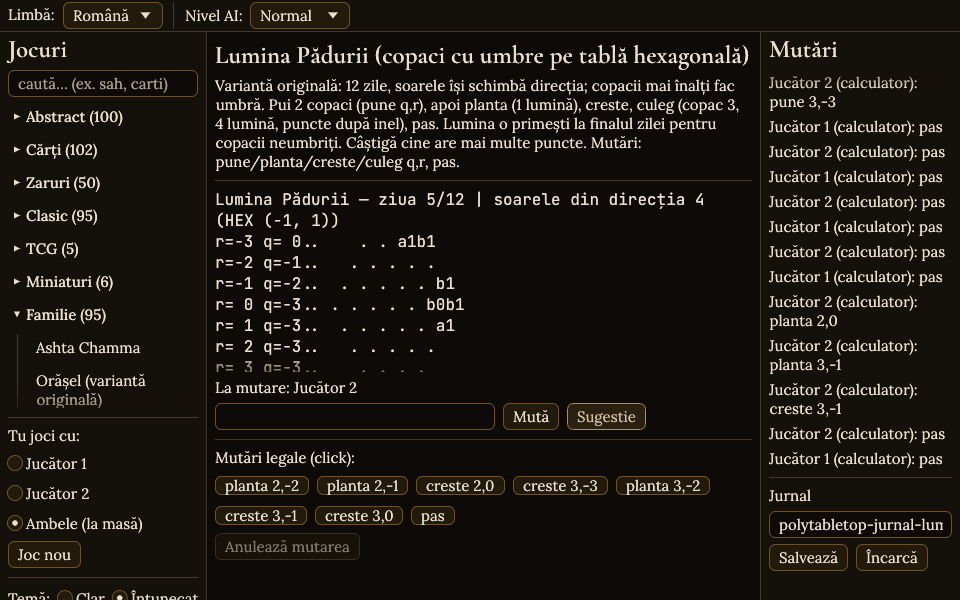 Limbă: Română ▼ Nivel AI: Normal ▼
Jocuri
caută... (ex. sah, carti)
▸ Abstract (100)
▸ Cărți (102)
▸ Zaruri (50)
▸ Clasic (95)
▸ TCG (5)
▸ Miniaturi (6)
▾ Familie (95)
Ashta Chamma
Orășel (variantă
originală)
Tu joci cu:
Jucător 1
Jucător 2
Ambele (la masă)
Joc nou
Temă: Clar Întunecat
Lumina Pădurii (copaci cu umbre pe tablă hexagonală)
Variantă originală: 12 zile, soarele își schimbă direcția; copacii mai înalți fac
umbră. Pui 2 copaci (pune q,r), apoi planta (1 lumină), creste, culeg (copac 3,
4 lumină, puncte după inel), pas. Lumina o primești la finalul zilei pentru
copacii neumbriți. Câștigă cine are mai multe puncte. Mutări:
pune/planta/creste/culeg q,r, pas.
Lumina Pădurii — ziua 5/12 | soarele din direcția 4
(HEX (-1, 1))
r=-3 q= 0.. . . a1b1
r=-2 q=-1.. . . . . .
r=-1 q=-2.. . . . . . b1
r= 0 q=-3.. . . . . . b0b1
r= 1 q=-3.. . . . . . a1
r= 2 q=-3.. . . . . .
r= 3 q=-3.. . . . .
La mutare: Jucător 2
Mută Sugestie
Mutări legale (click):
planta 2,-2 planta 2,-1 creste 2,0 creste 3,-3 planta 3,-2
creste 3,-1 creste 3,0 pas
Anulează mutarea
Mutări
Jucător 2 (calculator):
pune 3,-3
Jucător 1 (calculator): pas
Jucător 2 (calculator): pas
Jucător 1 (calculator): pas
Jucător 2 (calculator): pas
Jucător 1 (calculator): pas
Jucător 2 (calculator): pas
Jucător 1 (calculator): pas
Jucător 2 (calculator):
planta 2,0
Jucător 2 (calculator):
planta 3,-1
Jucător 2 (calculator):
creste 3,-1
Jucător 2 (calculator): pas
Jucător 1 (calculator): pas
Jurnal
polytabletop-jurnal-lum
Salvează Încarcă